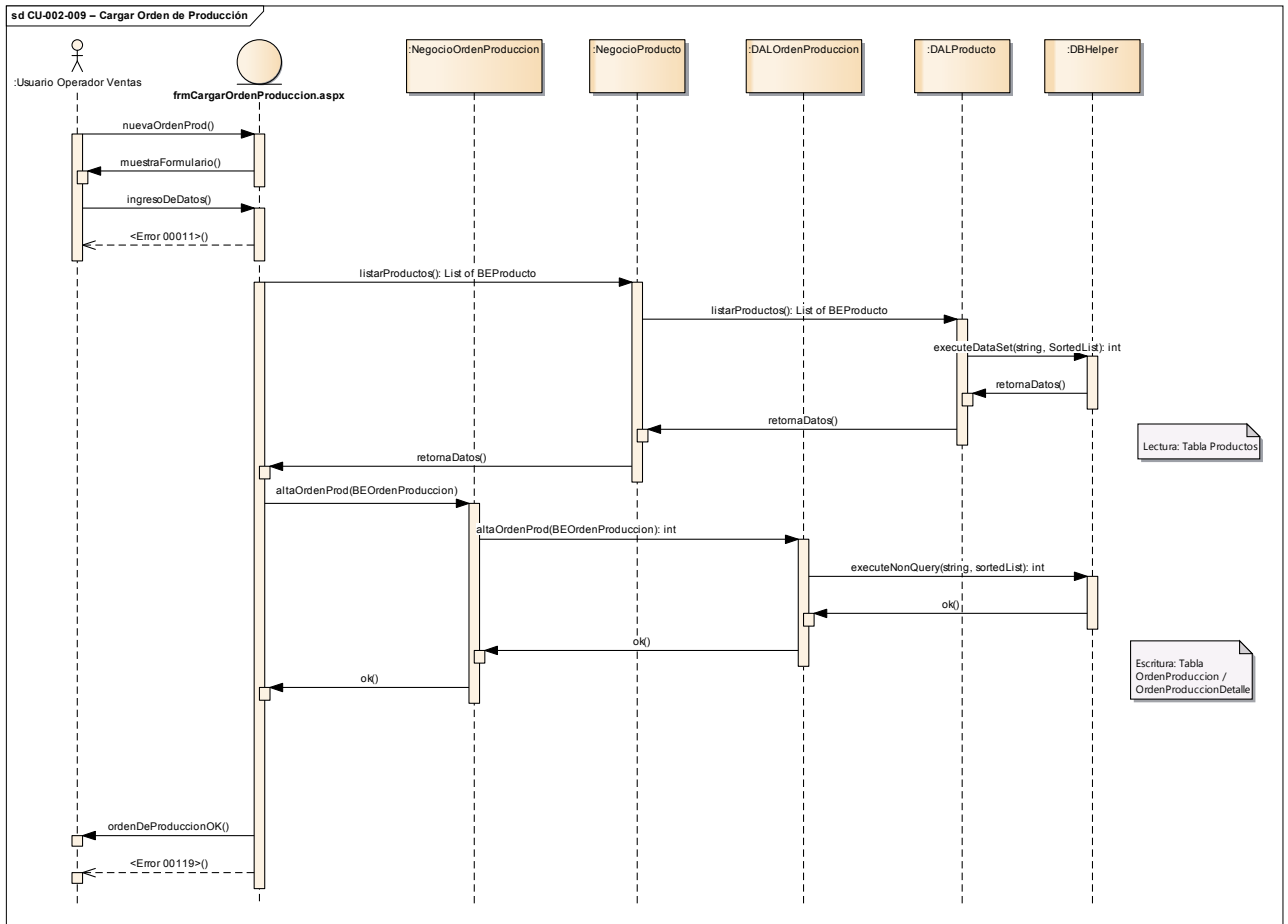 sd CU-002-009 – Cargar Orden de Producción
:Usuario Operador Ventas
frmCargarOrdenProduccion.aspx
:NegocioOrdenProduccion
:NegocioProducto
:DALOrdenProduccion
:DALProducto
:DBHelper
nuevaOrdenProd()
muestraFormulario()
ingresoDeDatos()
<Error 00011>()
listarProductos(): List of BEProducto
listarProductos(): List of BEProducto
executeDataSet(string, SortedList): int
retornaDatos()
retornaDatos()
Lectura: Tabla Productos
retornaDatos()
altaOrdenProd(BEOrdenProduccion)
altaOrdenProd(BEOrdenProduccion): int
executeNonQuery(string, sortedList): int
ok()
ok()
Escritura: Tabla
OrdenProduccion /
OrdenProduccionDetalle
ok()
ordenDeProduccionOK()
<Error 00119>()